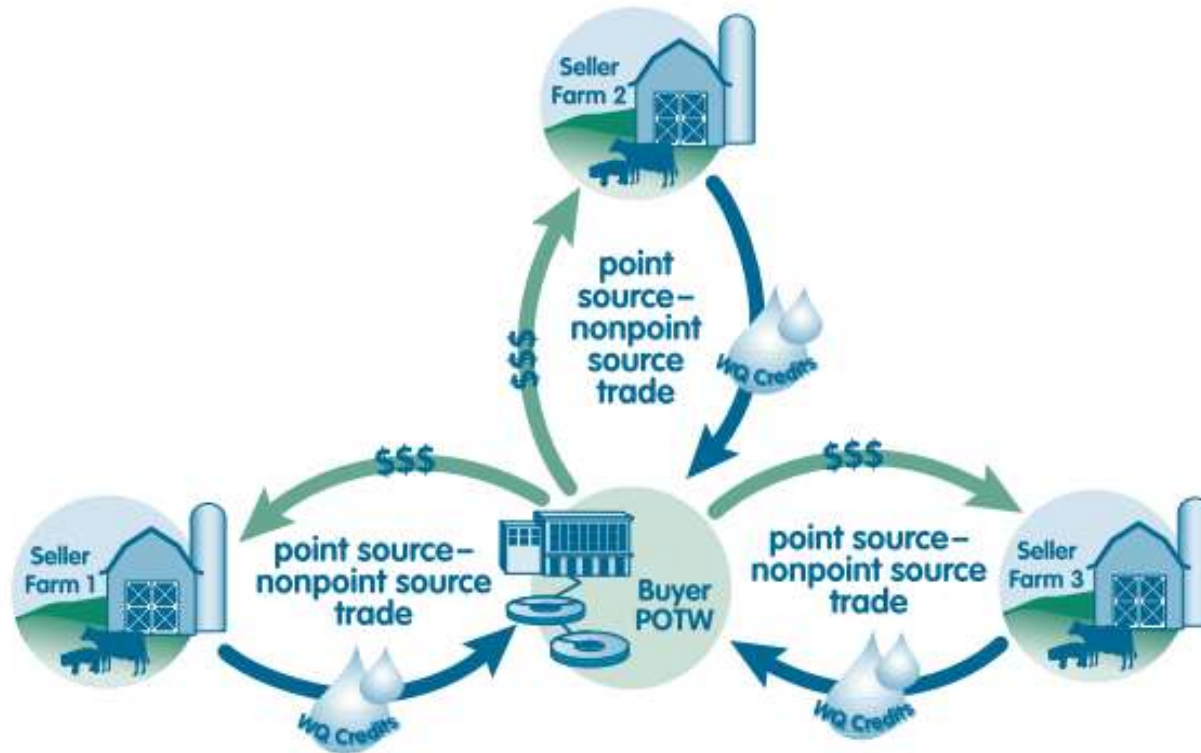 Seller
Farm 2
$$$
point
source–
nonpoint
source
trade
WQ Credits
$$$
$$$
Seller
Farm 1
point source–
nonpoint source
trade
WQ Credits
Buyer
POTW
point source–
nonpoint source
trade
WQ Credits
Seller
Farm 3